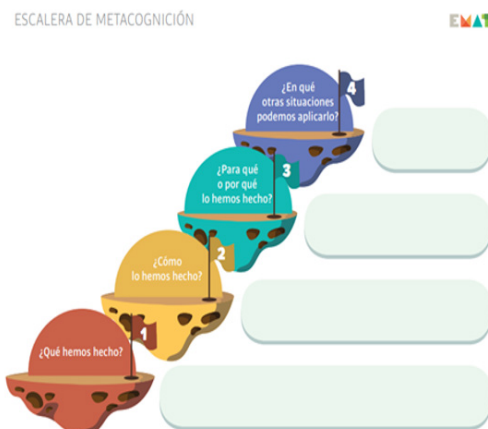 ESCALERA DE METACOGNICIÓN
EMAT
4
¿En qué
otras situaciones
podemos aplicarlo?
3
¿Para qué
o por qué
lo hemos hecho?
2
¿Cómo
lo hemos hecho?
1
¿Qué hemos hecho?